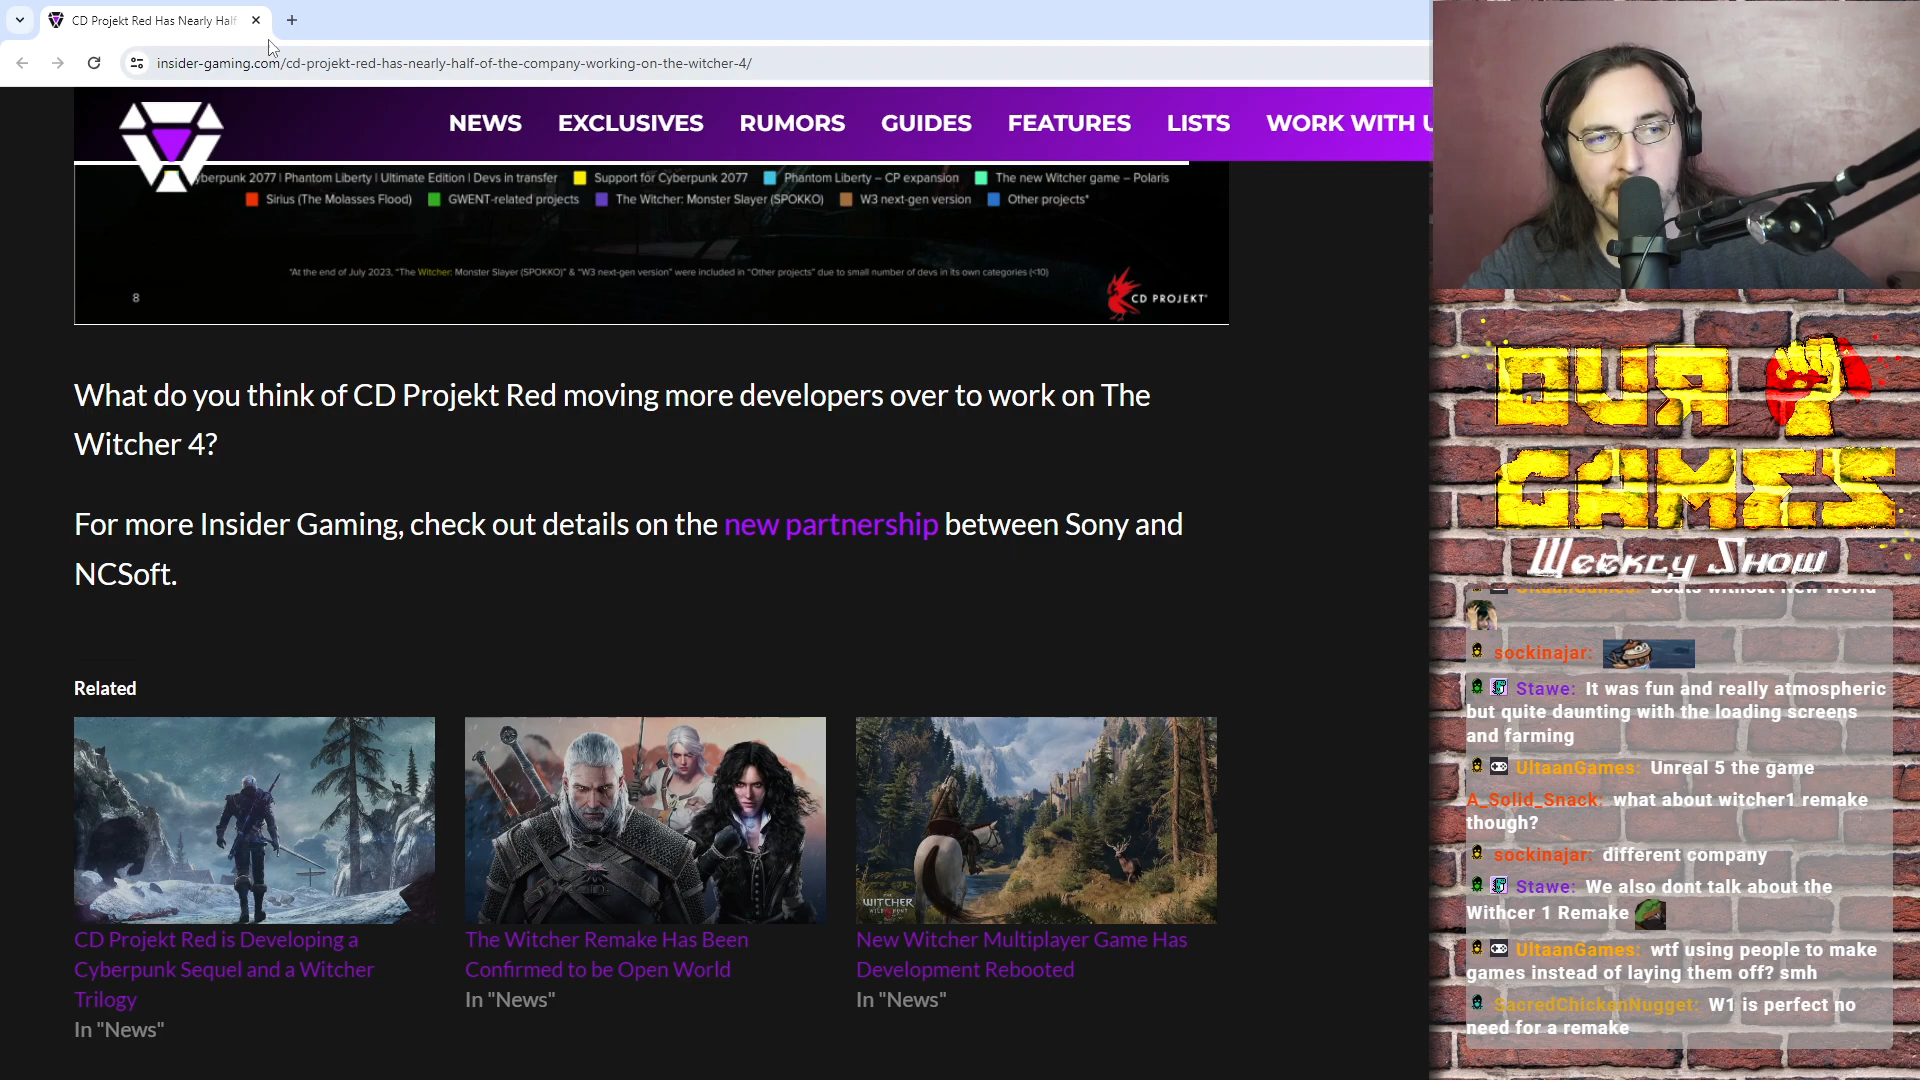 CD Projekt Red Has Nearly Half
insider-gaming.com/cd-projekt-red-has-nearly-half-of-the-company-working-on-the-witcher-4/
NEWS EXCLUSIVES RUMORS GUIDES FEATURES LISTS WORK WITH U
yberpunk 2077 | Phantom Liberty | Ultimate Edition | Devs in transfer Support for Cyberpunk 2077 Phantom Liberty – CP expansion The new Witcher game – Polaris
Sirius (The Molasses Flood) GWENT-related projects The Witcher: Monster Slayer (SPOKKO) W3 next-gen version Other projects*
*At the end of July 2023, "The Witcher: Monster Slayer (SPOKKO)" & "W3 next-gen version" were included in "Other projects" due to small number of devs in its own categories (<10)
8
CD PROJEKT®
What do you think of CD Projekt Red moving more developers over to work on The
Witcher 4?
For more Insider Gaming, check out details on the new partnership between Sony and
NCSoft.
Related
THE
WITCHER
WILD HUNT
CD Projekt Red is Developing a
Cyberpunk Sequel and a Witcher
Trilogy
In "News"
The Witcher Remake Has Been
Confirmed to be Open World
In "News"
New Witcher Multiplayer Game Has
Development Rebooted
In "News"
OUR
GAMES
Weekly Show
UltaanGames: Boats without New World
sockinajar:
Stawe: It was fun and really atmospheric
but quite daunting with the loading screens
and farming
UltaanGames: Unreal 5 the game
A_Solid_Snack: what about witcher1 remake
though?
sockinajar: different company
Stawe: We also dont talk about the
Withcer 1 Remake
UltaanGames: wtf using people to make
games instead of laying them off? smh
SacredChickenNugget: W1 is perfect no
need for a remake